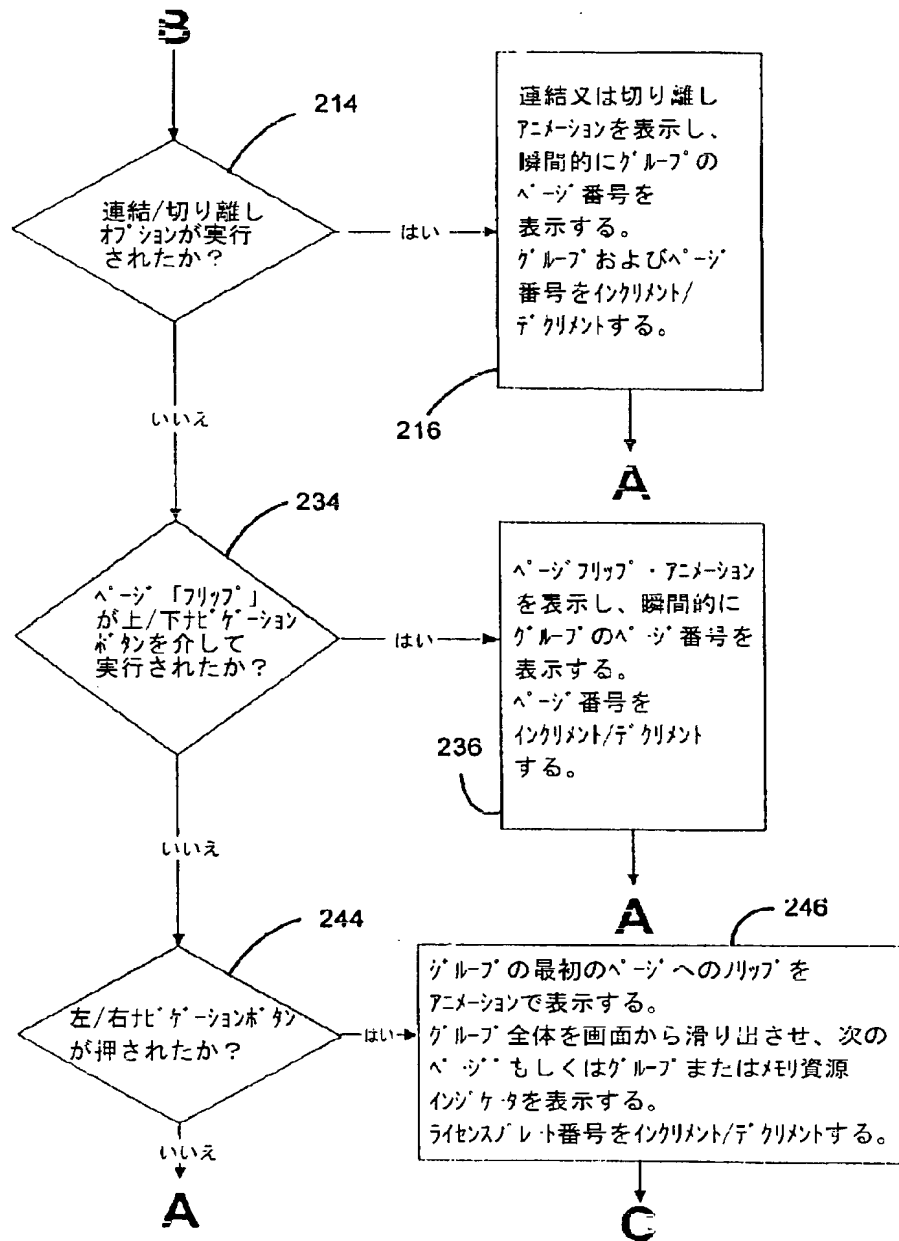 B
214
連結/切り離し
オプションが実行
されたか？
はい
連結又は切り離し
アニメーションを表示し、
瞬間的にグループの
ページ番号を
表示する。
グループおよびページ
番号をインクリメント/
デクリメントする。
216
A
いいえ
234
ページ「フリップ」
が上/下ナビゲーション
ボタンを介して
実行されたか？
はい
ページフリップ・アニメーション
を表示し、瞬間的に
グループのページ番号を
表示する。
ページ番号を
インクリメント/デクリメント
する。
236
A
いいえ
244
左/右ナビゲーションボタン
が押されたか？
はい
246
グループの最初のページへのフリップを
アニメーションで表示する。
グループ全体を画面から滑り出させ、次の
ページもしくはグループまたはメモリ資源
インジケータを表示する。
ライセンスプレート番号をインクリメント/デクリメントする。
いいえ
A
C